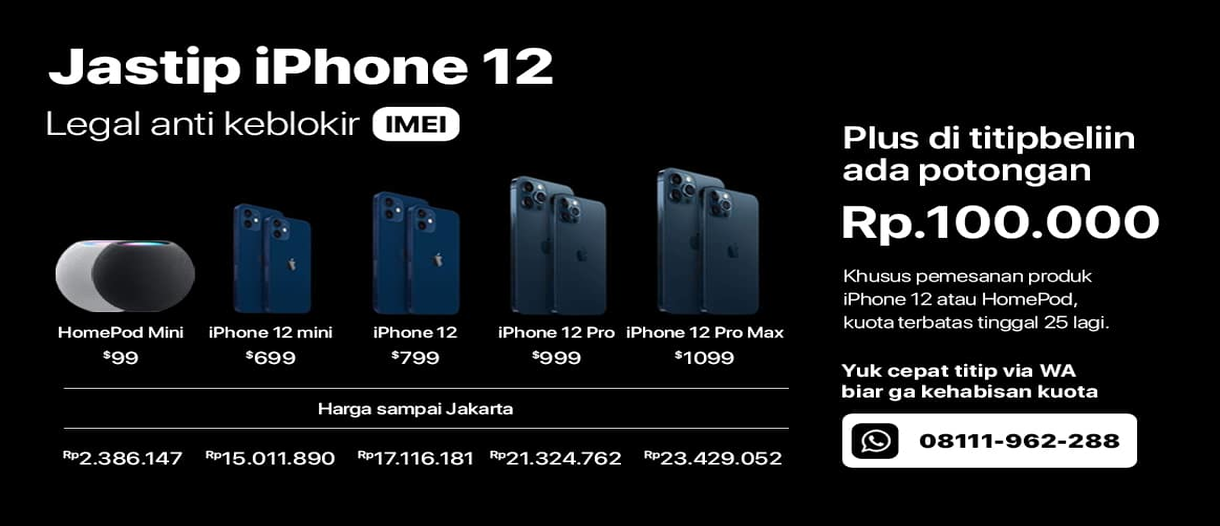 Jastip iPhone 12
Legal anti keblokir IMEI
HomePod Mini
$99
iPhone 12 mini
$699
iPhone 12
$799
iPhone 12 Pro
$999
iPhone 12 Pro Max
$1099
Harga sampai Jakarta
Rp2.386.147
Rp15.011.890
Rp17.116.181
Rp21.324.762
Rp23.429.052
Plus di titipbeliin
ada potongan
Rp.100.000
Khusus pemesanan produk
iPhone 12 atau HomePod,
kuota terbatas tinggal 25 lagi.
Yuk cepat titip via WA
biar ga kehabisan kuota
08111-962-288